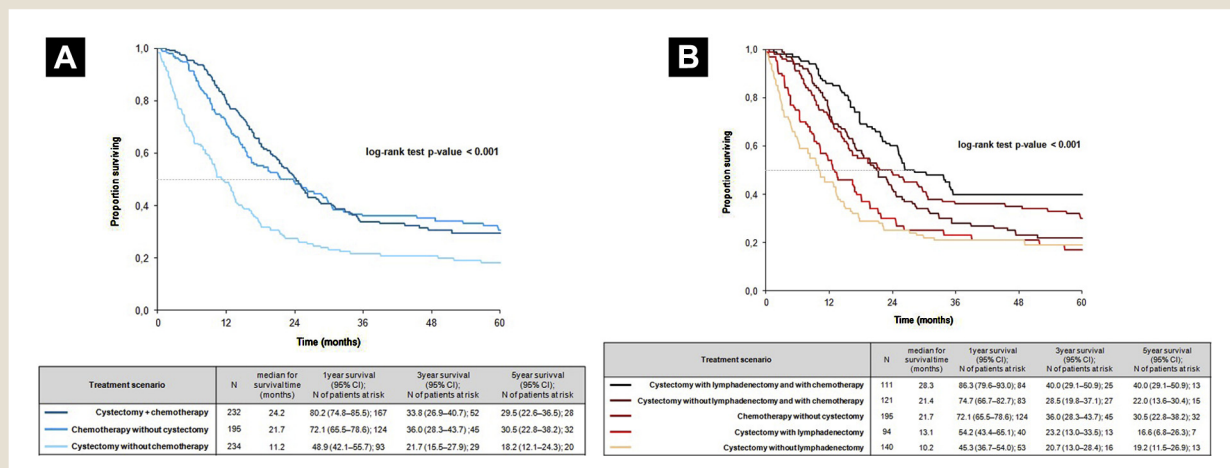 A
1,0
0,8
0,6
0,4
0,2
0,0
Proportion surviving
log-rank test p-value < 0.001
0 12 24 36 48 60
Time (months)
Treatment scenario N median for survival time (months) 1year survival (95% CI); N of patients at risk 3year survival (95% CI); N of patients at risk 5year survival (95% CI); N of patients at risk
Cystectomy + chemotherapy 232 24.2 80.2 (74.8–85.5); 167 33.8 (26.9–40.7); 52 29.5 (22.6–36.5); 28
Chemotherapy without cystectomy 195 21.7 72.1 (65.5–78.6); 124 36.0 (28.3–43.7); 45 30.5 (22.8–38.2); 32
Cystectomy without chemotherapy 234 11.2 48.9 (42.1–55.7); 93 21.7 (15.5–27.9); 29 18.2 (12.1–24.3); 20
B
1,0
0,8
0,6
0,4
0,2
0,0
Proportion surviving
log-rank test p-value < 0.001
0 12 24 36 48 60
Time (months)
Treatment scenario N median for survival time (months) 1year survival (95% CI); N of patients at risk 3year survival (95% CI); N of patients at risk 5year survival (95% CI); N of patients at risk
Cystectomy with lymphadenectomy and with chemotherapy 111 28.3 86.3 (79.6–93.0); 84 40.0 (29.1–50.9); 25 40.0 (29.1–50.9); 13
Cystectomy without lymphadenectomy and with chemotherapy 121 21.4 74.7 (66.7–82.7); 83 28.5 (19.8–37.1); 27 22.0 (13.6–30.4); 15
Chemotherapy without cystectomy 195 21.7 72.1 (65.5–78.6); 124 36.0 (28.3–43.7); 45 30.5 (22.8–38.2); 32
Cystectomy with lymphadenectomy 94 13.1 54.2 (43.4–65.1); 40 23.2 (13.0–33.5); 13 16.6 (6.8–26.3); 7
Cystectomy without lymphadenectomy 140 10.2 45.3 (36.7–54.0); 53 20.7 (13.0–28.4); 16 19.2 (11.5–26.9); 13